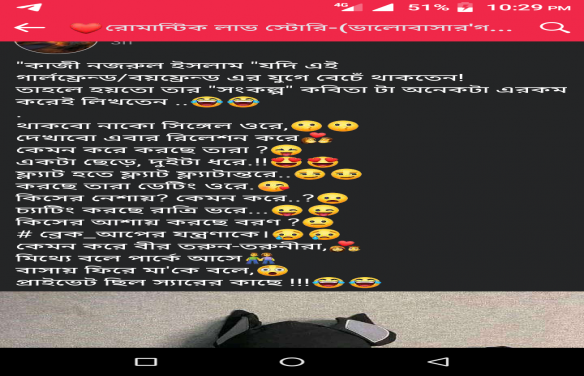 51% 10:29 PM
❤️রোমান্টিক লাভ স্টোরি-(ভালোবাসার'গ...
"কাজী নজরুল ইসলাম "যদি এই
গার্লফ্রেন্ড/বয়ফ্রেন্ড এর যুগে বেচেঁ থাকতেন!
তাহলে হয়তো তার "সংকল্প" কবিতা টা অনেকটা এরকম
করেই লিখতেন ..😂😂
.
থাকবো নাকো সিঙ্গেল ওরে,😗😗
দেখাবো এবার রিলেশন করে💑
কেমন করে করছে তারা ?😜
একটা ছেড়ে, দুইটা ধরে.!!😍😍
ফ্ল্যাট হতে ফ্ল্যাট ফ্ল্যাটান্তরে..😗😗
করছে তারা ডেটিং ওরে.😘
কিসের নেশায়? কেমন করে..?😟
চ্যাটিং করছে রাত্রি ভরে...😛😛
কিসের আশায় করছে বরণ ?😐
# ব্রেক_আপের যন্ত্রণাকে।😢😢
কেমন করে বীর তরুন-তরুনীরা,💑
মিথ্যে বলে পার্কে আসে👫
বাসায় ফিরে মা'কে বলে,😲
প্রাইভেট ছিল স্যারের কাছে !!!😂😂